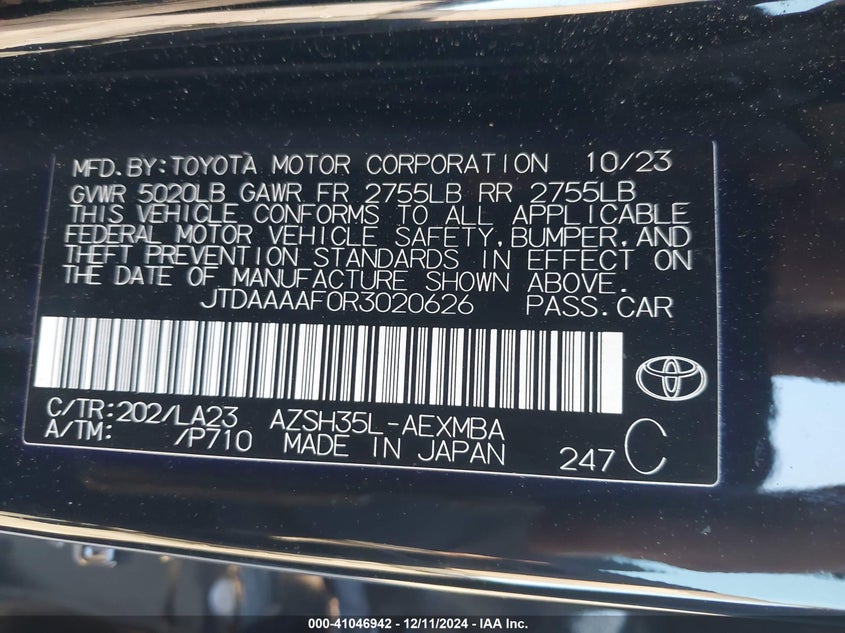 MFD.BY:TOYOTA MOTOR CORPORATION 10/23
GVWR 5020LB GAWR FR 2755LB RR 2755LB
THIS VEHICLE CONFORMS TO ALL APPLICABLE
FEDERAL MOTOR VEHICLE SAFETY,BUMPER,AND
THEFT PREVENTION STANDARDS IN EFFECT ON
THE DATE OF MANUFACTURE SHOWN ABOVE.
JTDAAAAF0R3020626 PASS.CAR
C/TR:202/LA23 AZSH35L-AEXMBA
A/TM: /P710 MADE IN JAPAN 247 C
000-41046942 - 12/11/2024 - IAA Inc.